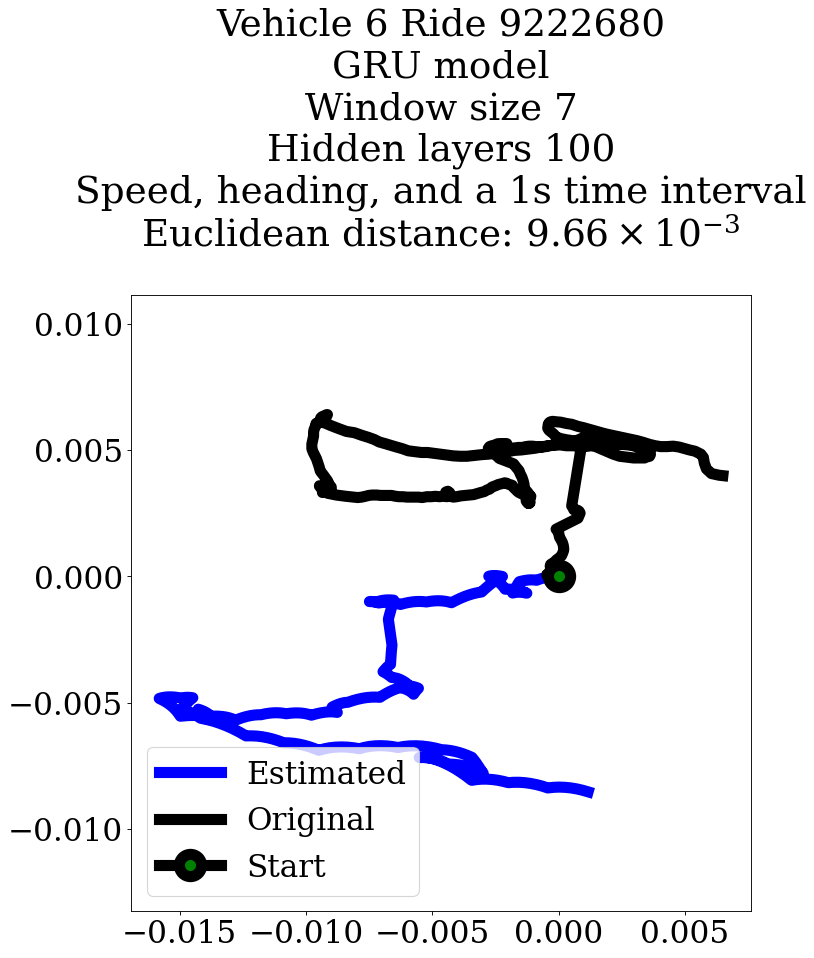 Vehicle 6 Ride 9222680
GRU model
Window size 7
Hidden layers 100
Speed, heading, and a 1s time interval
Euclidean distance: 9.66 × 10⁻³
0.010
0.005
0.000
−0.005
−0.010
Estimated
Original
Start
−0.015 −0.010 −0.005 0.000 0.005